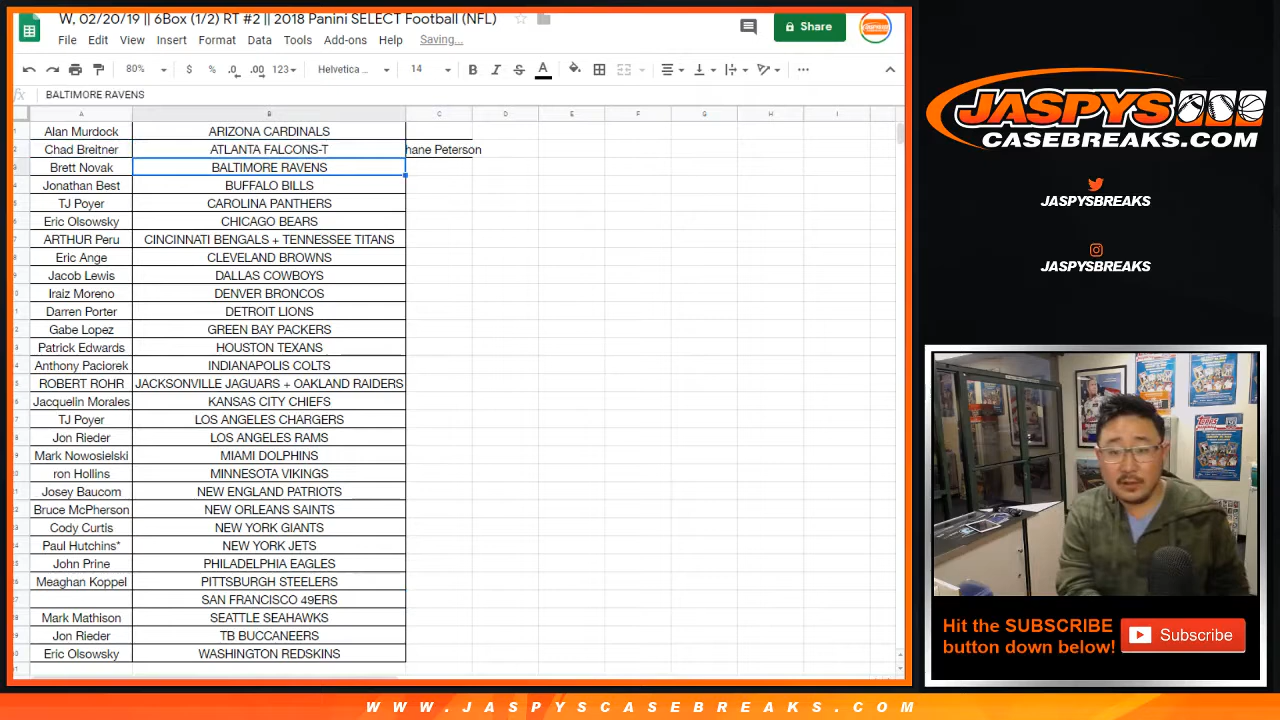 W, 02/20/19 || 6Box (1/2) RT #2 || 2018 Panini SELECT Football (NFL)
File Edit View Insert Format Data Tools Add-ons Help Saving...
Share
80% $ % .0 .00 123 Helvetica ... 14 B I S A
fx BALTIMORE RAVENS
A B C D E F G H I
Alan Murdock ARIZONA CARDINALS
Chad Breitner ATLANTA FALCONS-T hane Peterson
Brett Novak BALTIMORE RAVENS
Jonathan Best BUFFALO BILLS
TJ Poyer CAROLINA PANTHERS
Eric Olsowsky CHICAGO BEARS
ARTHUR Peru CINCINNATI BENGALS + TENNESSEE TITANS
Eric Ange CLEVELAND BROWNS
Jacob Lewis DALLAS COWBOYS
Iraiz Moreno DENVER BRONCOS
Darren Porter DETROIT LIONS
Gabe Lopez GREEN BAY PACKERS
Patrick Edwards HOUSTON TEXANS
Anthony Paciorek INDIANAPOLIS COLTS
ROBERT ROHR JACKSONVILLE JAGUARS + OAKLAND RAIDERS
Jacquelin Morales KANSAS CITY CHIEFS
TJ Poyer LOS ANGELES CHARGERS
Jon Rieder LOS ANGELES RAMS
Mark Nowosielski MIAMI DOLPHINS
ron Hollins MINNESOTA VIKINGS
Josey Baucom NEW ENGLAND PATRIOTS
Bruce McPherson NEW ORLEANS SAINTS
Cody Curtis NEW YORK GIANTS
Paul Hutchins* NEW YORK JETS
John Prine PHILADELPHIA EAGLES
Meaghan Koppel PITTSBURGH STEELERS
SAN FRANCISCO 49ERS
Mark Mathison SEATTLE SEAHAWKS
Jon Rieder TB BUCCANEERS
Eric Olsowsky WASHINGTON REDSKINS
JASPYS
CASEBREAKS.COM
JASPYSBREAKS
JASPYSBREAKS
Hit the SUBSCRIBE
button down below!
Subscribe
WWW.JASPYSCASEBREAKS.COM